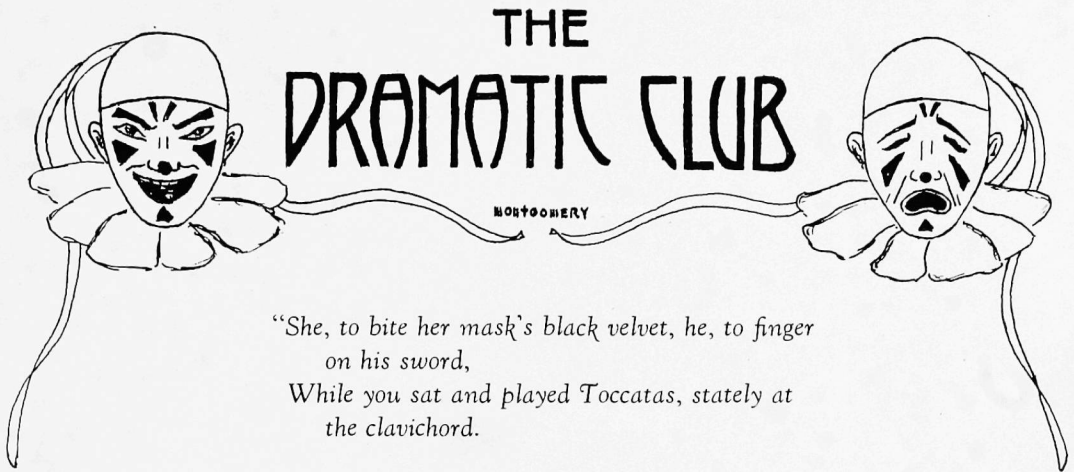 THE
DRAMATIC CLUB
MONTGOMERY
“She, to bite her mask’s black velvet, he, to finger
on his sword,
While you sat and played Toccatas, stately at
the clavichord.